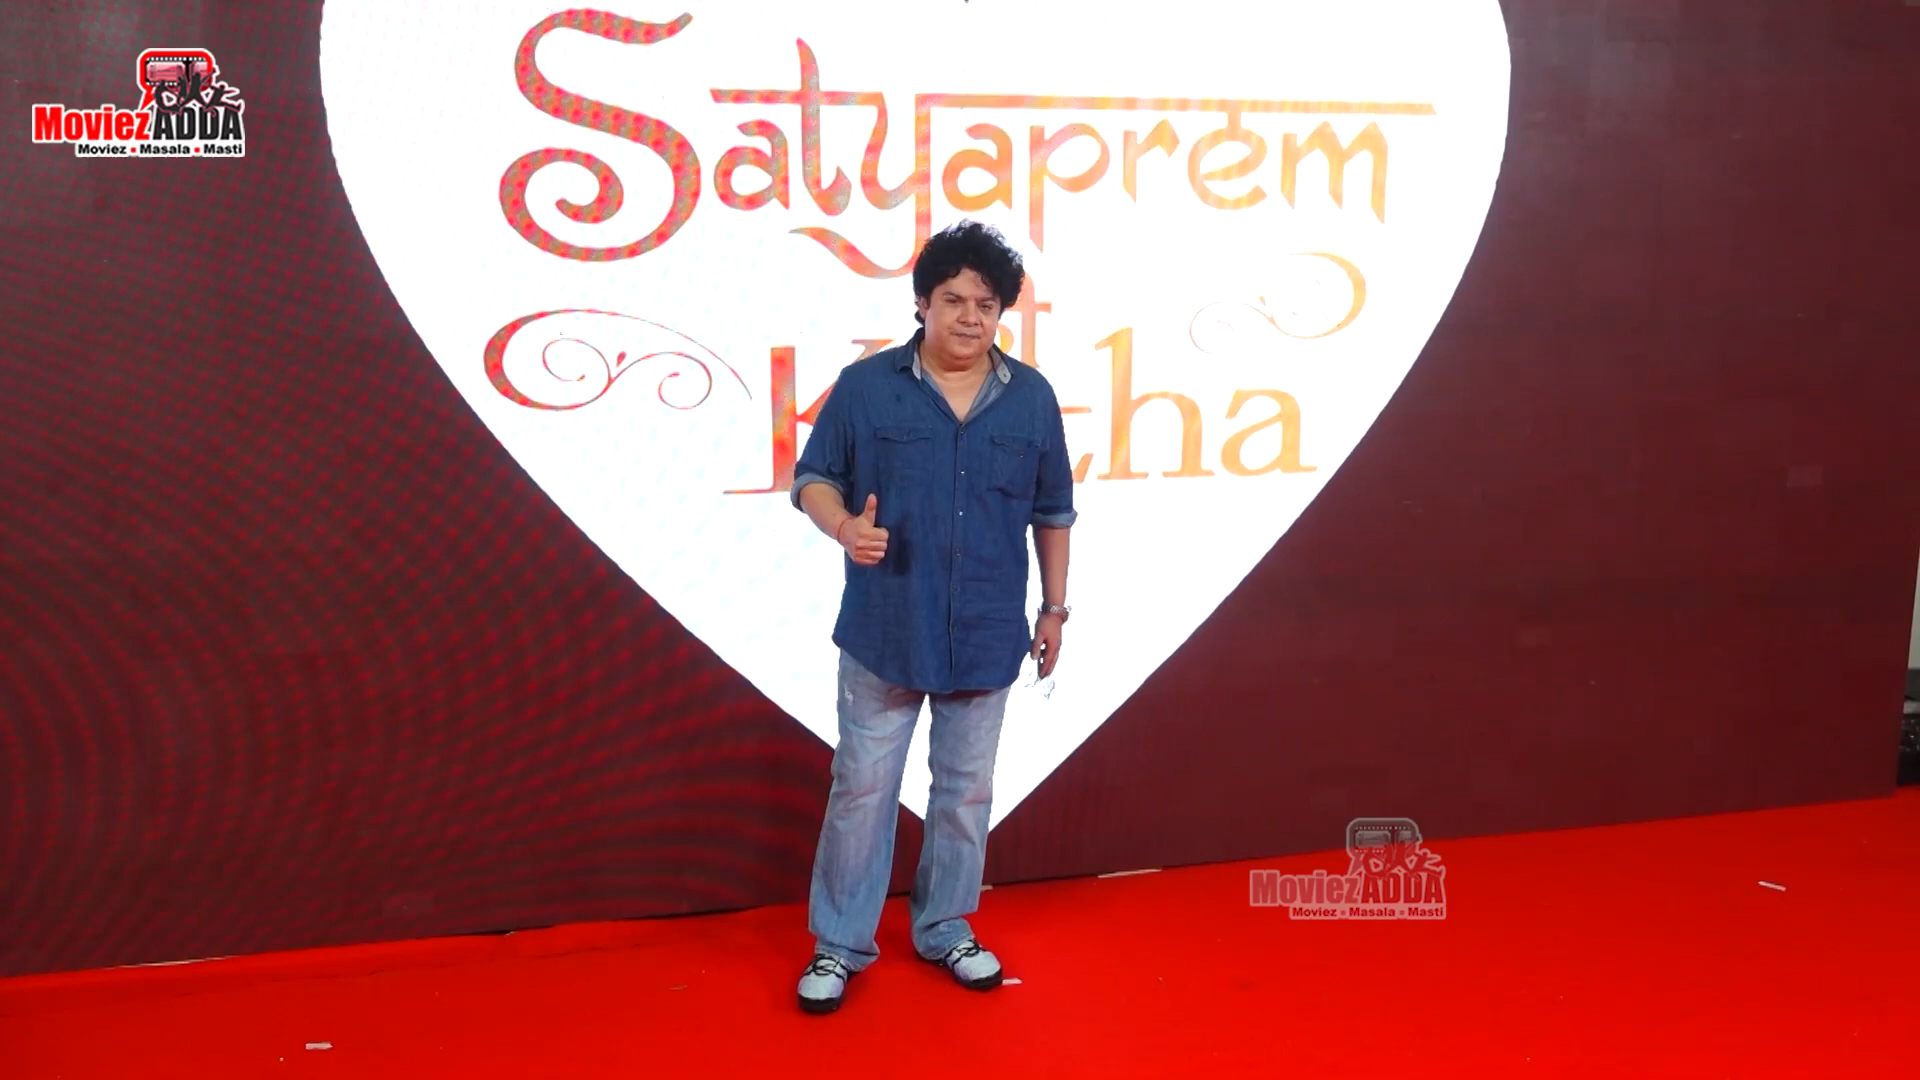 MoviezADDA
Moviez • Masala • Masti
Satyaprem
tha
MoviezADDA
Moviez • Masala • Masti